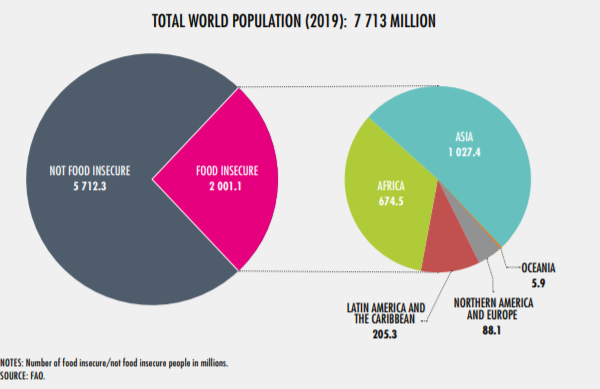 TOTAL WORLD POPULATION (2019): 7 713 MILLION
NOT FOOD INSECURE
5 712.3
FOOD INSECURE
2 001.1
ASIA
1 027.4
AFRICA
674.5
OCEANIA
5.9
LATIN AMERICA AND
THE CARIBBEAN
205.3
NORTHERN AMERICA
AND EUROPE
88.1
NOTES: Number of food insecure/not food insecure people in millions.
SOURCE: FAO.